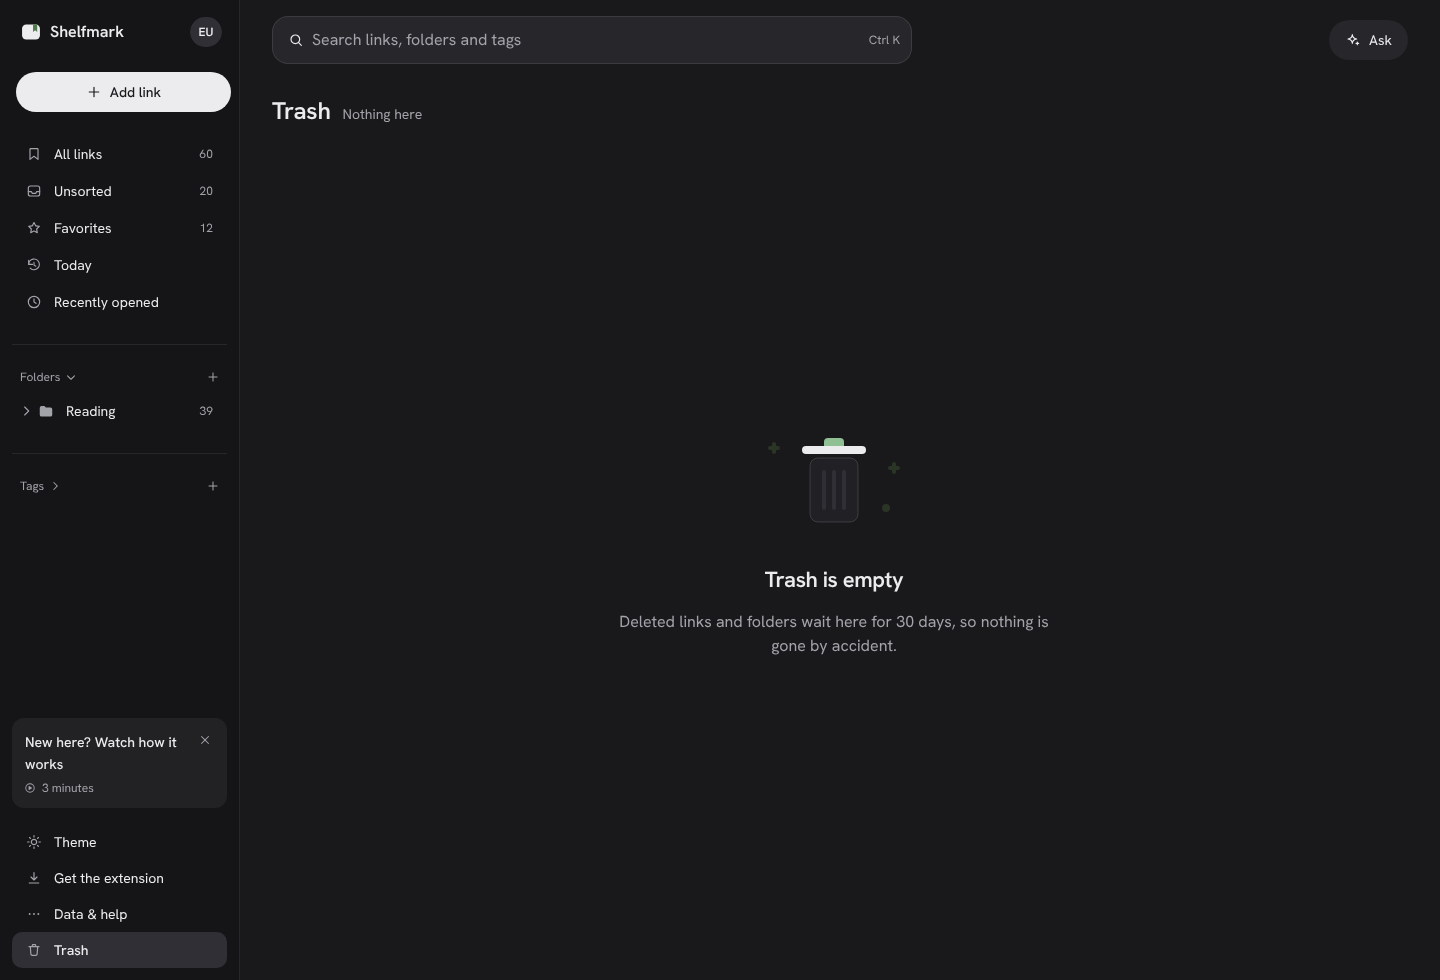 Shelfmark
EU
Add link
All links 60
Unsorted 20
Favorites 12
Today
Recently opened
Folders
Reading 39
Tags
New here? Watch how it
works
3 minutes
Theme
Get the extension
Data & help
Trash
Search links, folders and tags Ctrl K
Ask
Trash Nothing here
Trash is empty
Deleted links and folders wait here for 30 days, so nothing is
gone by accident.